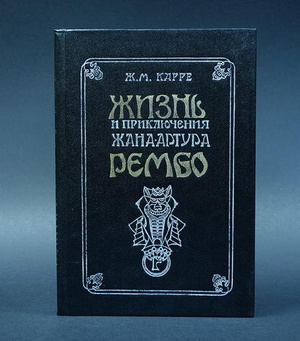 Ж. М. КАРРЕ
ЖИЗНЬ
И ПРИКЛЮЧЕНИЯ
ЖАНА-АРТУРА
РЕМБО